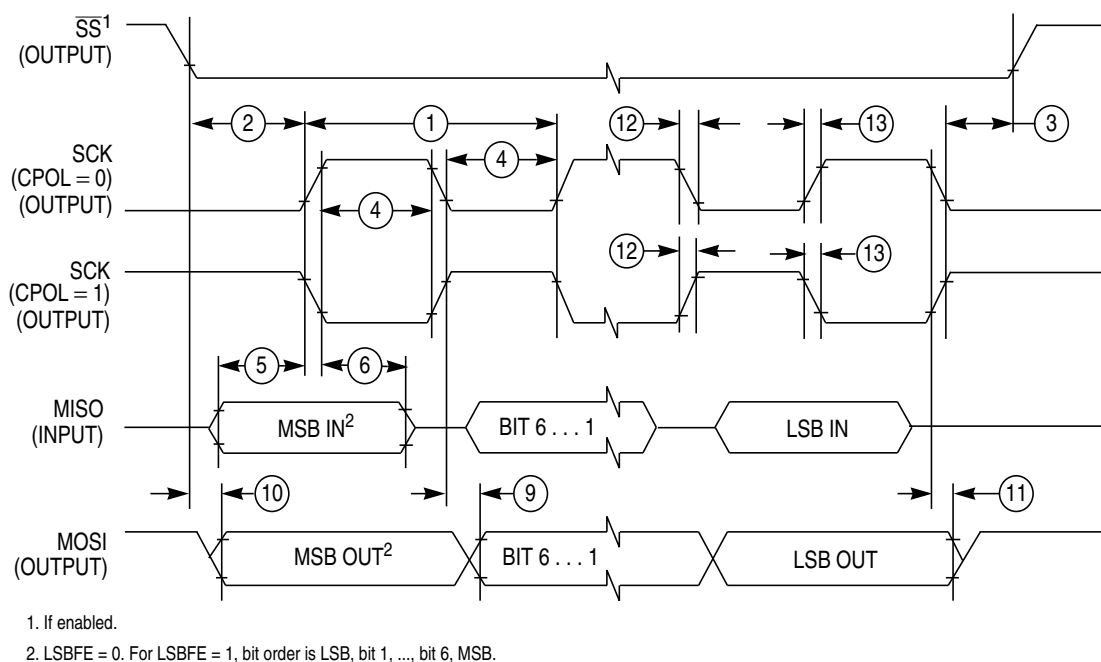 SS1
(OUTPUT)
2
1
12
13
3
SCK
(CPOL = 0)
(OUTPUT)
4
4
SCK
(CPOL = 1)
(OUTPUT)
12
13
5
6
MISO
(INPUT)
MSB IN2
BIT 6 . . . 1
LSB IN
10
9
11
MOSI
(OUTPUT)
MSB OUT2
BIT 6 . . . 1
LSB OUT
1. If enabled.
2. LSBFE = 0. For LSBFE = 1, bit order is LSB, bit 1, ..., bit 6, MSB.